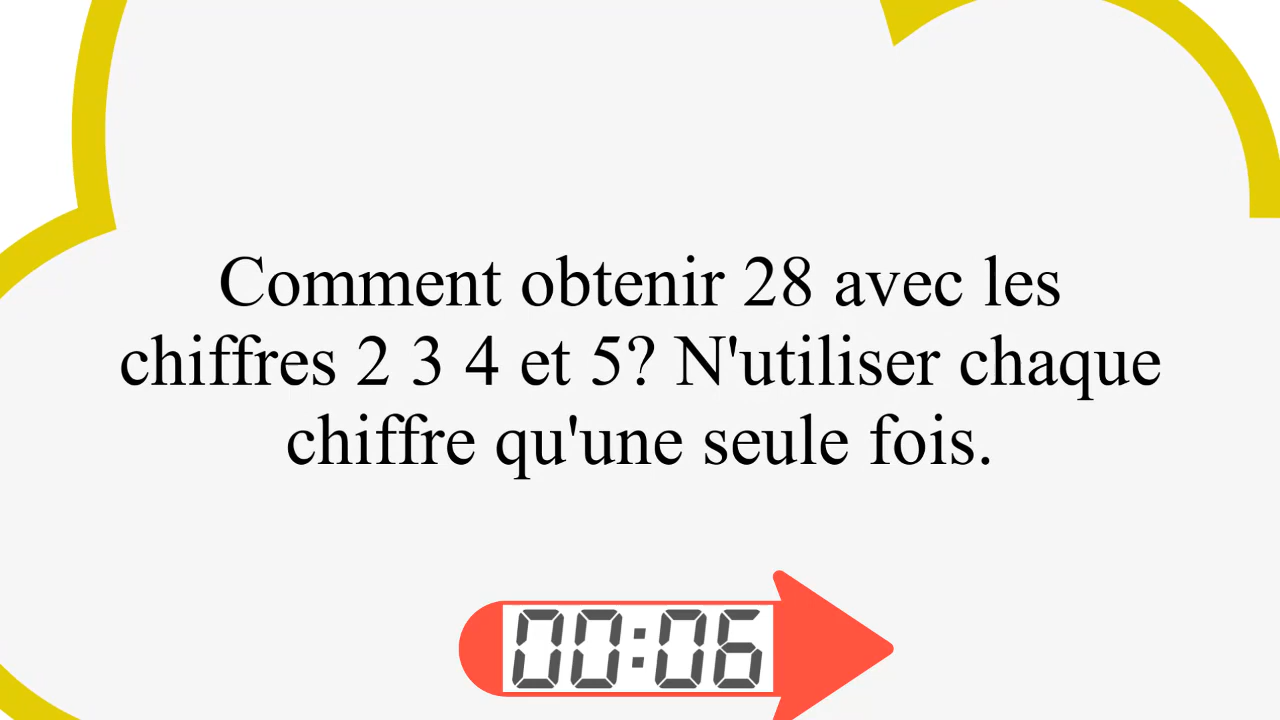 Comment obtenir 28 avec les
chiffres 2 3 4 et 5? N'utiliser chaque
chiffre qu'une seule fois.
00:06